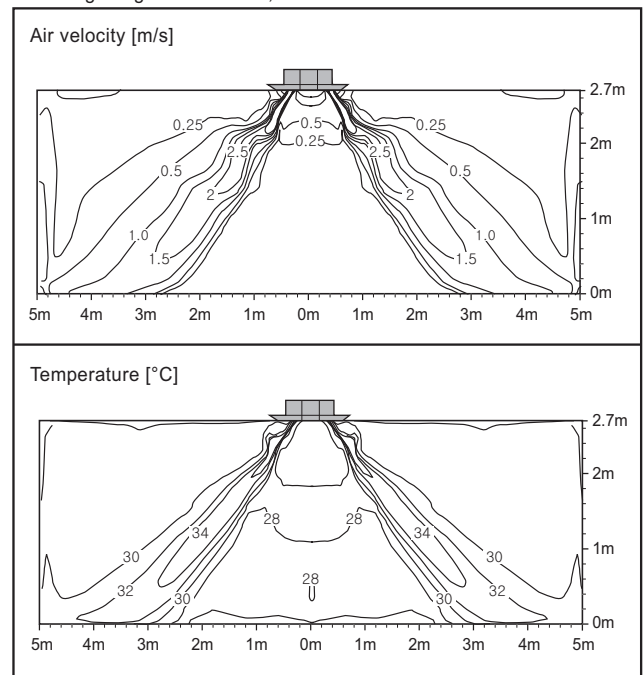 Air velocity [m/s]
2.7m
0.25 0.5 0.25
0.25
2.5 2.5 2m
0.5 0.5
2 2
1m
1.0 1.0
1.5 1.5
0m
5m 4m 3m 2m 1m 0m 1m 2m 3m 4m 5m
Temperature [°C]
2.7m
2m
28 28
34 34
30 30 1m
28
32 30 30 32
0m
5m 4m 3m 2m 1m 0m 1m 2m 3m 4m 5m